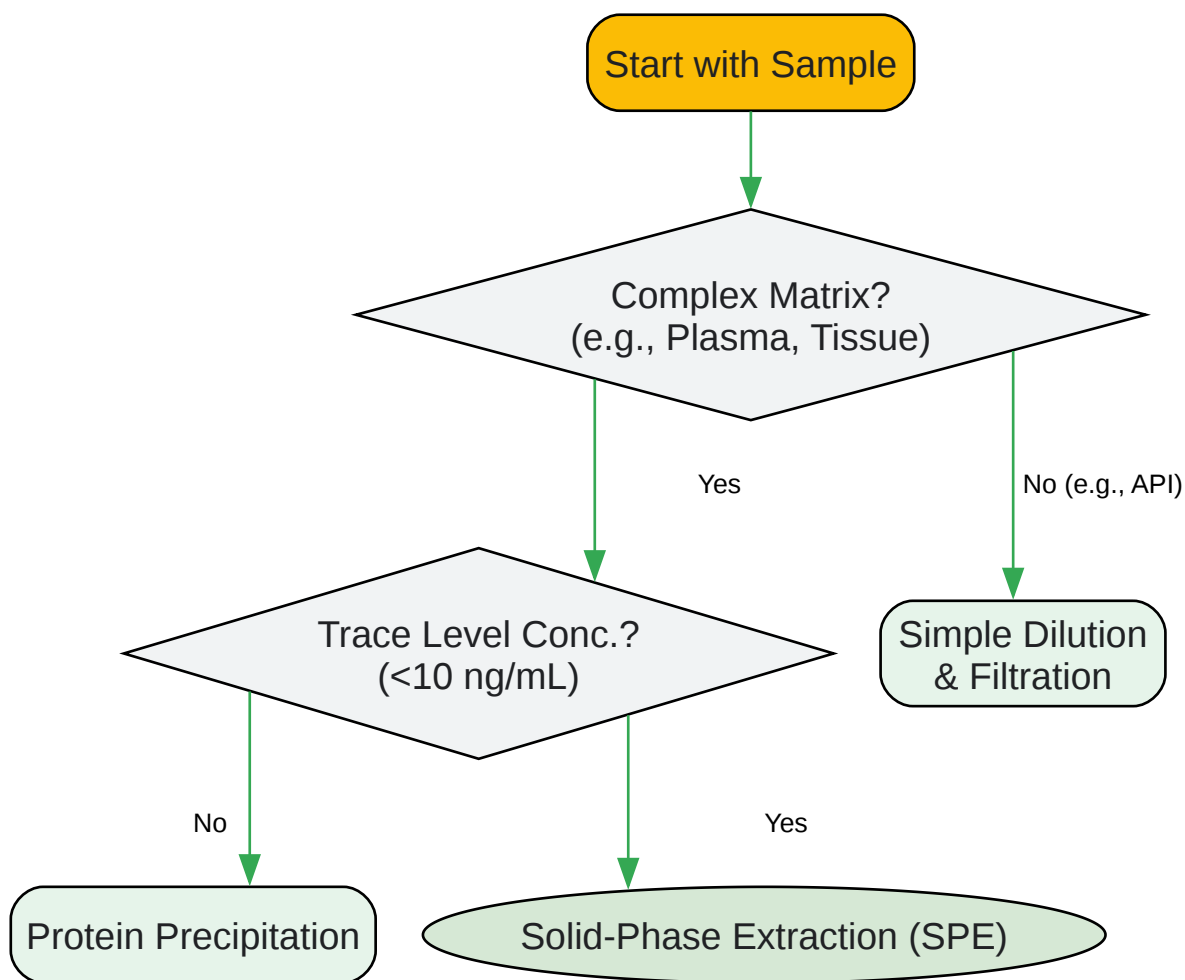 Start with Sample
Complex Matrix?
(e.g., Plasma, Tissue)
Yes
No (e.g., API)
Trace Level Conc.?
(<10 ng/mL)
Simple Dilution
& Filtration
No
Yes
Protein Precipitation
Solid-Phase Extraction (SPE)